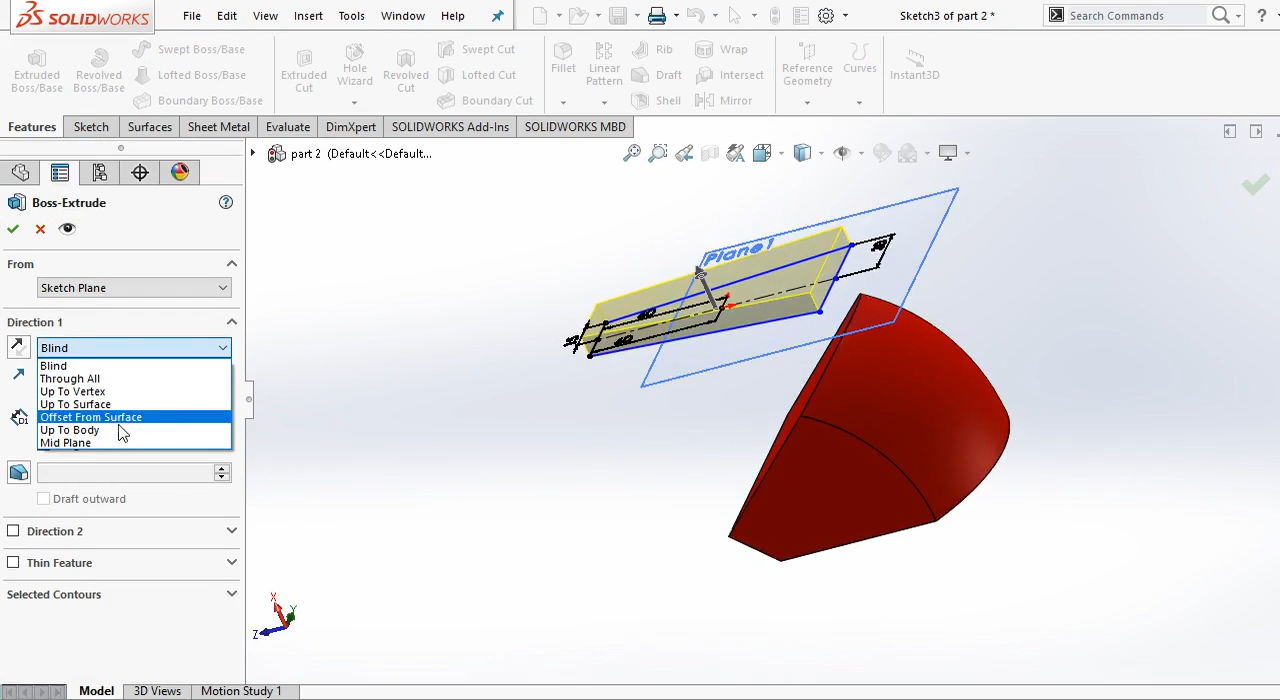 SOLIDWORKS File Edit View Insert Tools Window Help Sketch3 of part 2 * Search Commands ?
Extruded Boss/Base Revolved Boss/Base Swept Boss/Base Lofted Boss/Base Boundary Boss/Base Extruded Cut Hole Wizard Revolved Cut Swept Cut Lofted Cut Boundary Cut Fillet Linear Pattern Rib Draft Shell Wrap Intersect Mirror Reference Geometry Curves Instant3D
Features Sketch Surfaces Sheet Metal Evaluate DimXpert SOLIDWORKS Add-Ins SOLIDWORKS MBD
part 2 (Default<<Default...
Boss-Extrude ?
From
Sketch Plane
Direction 1
Blind
Blind
Through All
Up To Vertex
Up To Surface
Offset From Surface
Up To Body
Mid Plane
D1
Draft outward
Direction 2
Thin Feature
Selected Contours
Plane1
60
60
X
Y
Z
Model 3D Views Motion Study 1